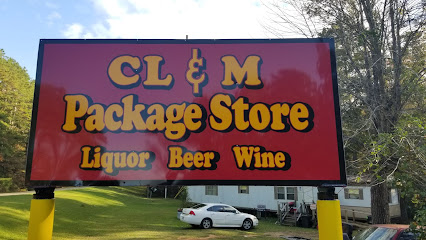 CL & M
Package Store
Liquor Beer Wine